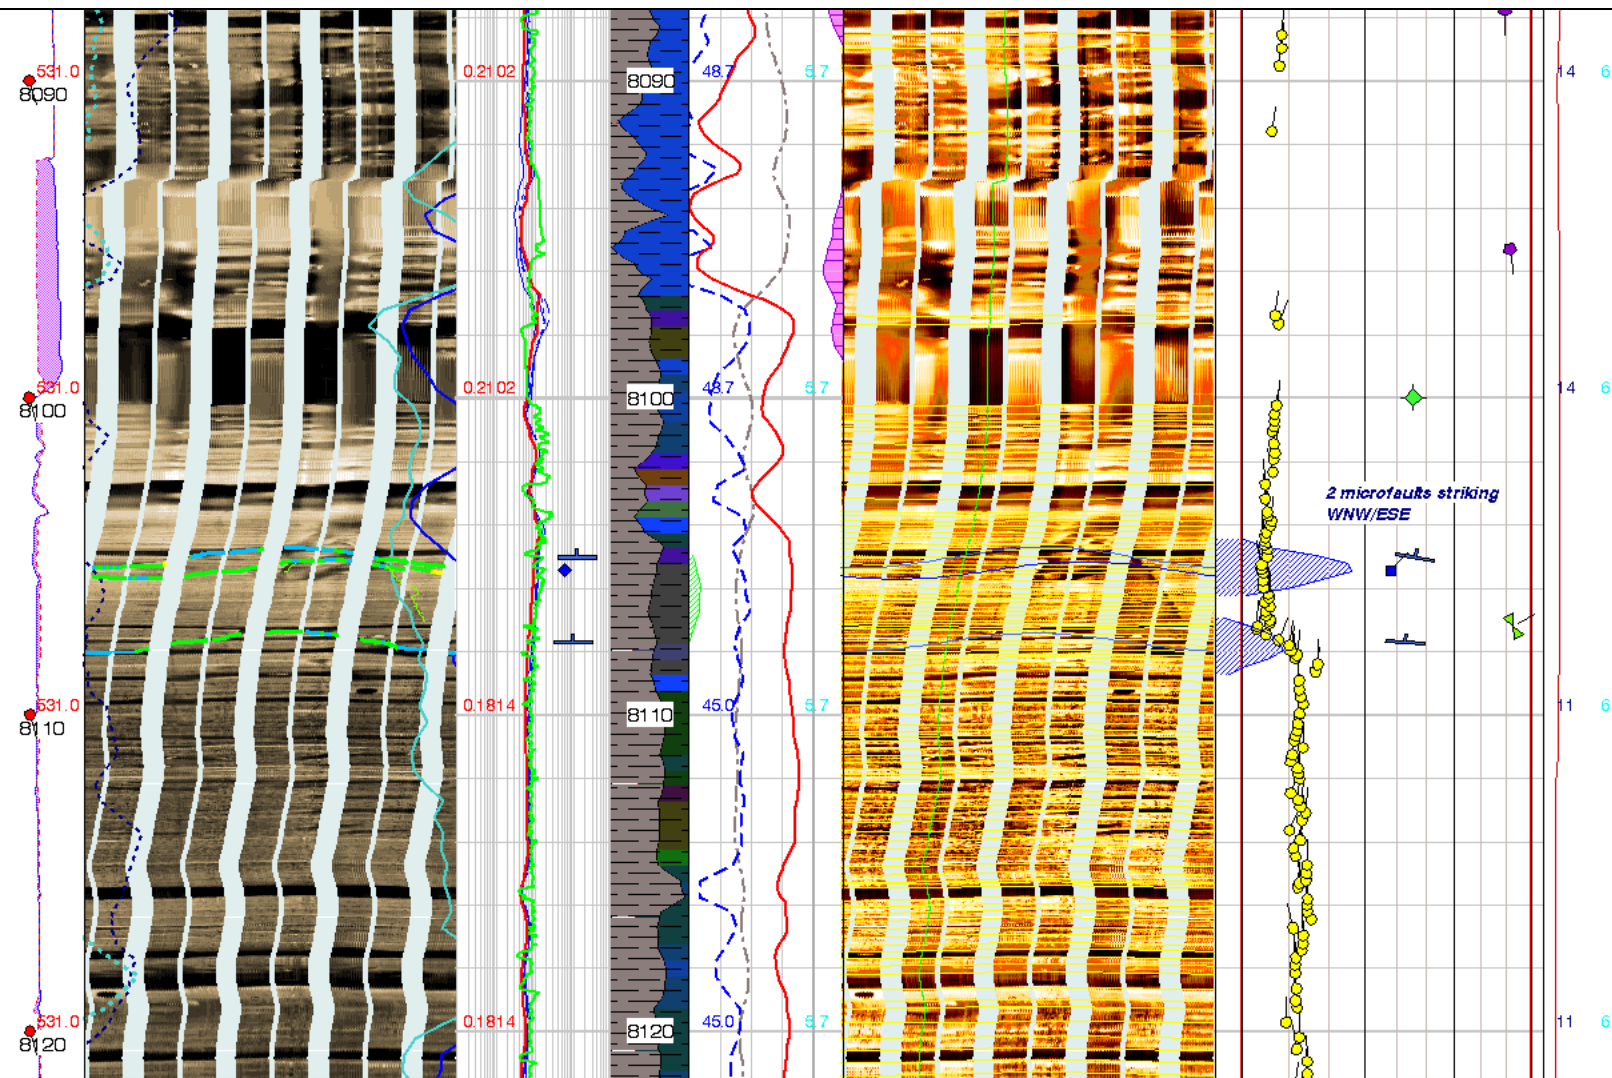 531.0 0.2102 48.7 5.7 14 6
8090 8090
531.0 0.2102 48.7 5.7 14 6
8100 8100
2 microfaults striking
WNW/ESE
531.0 0.1814 45.0 5.7 11 6
8110 8110
531.0 0.1814 45.0 5.7 11 6
8120 8120